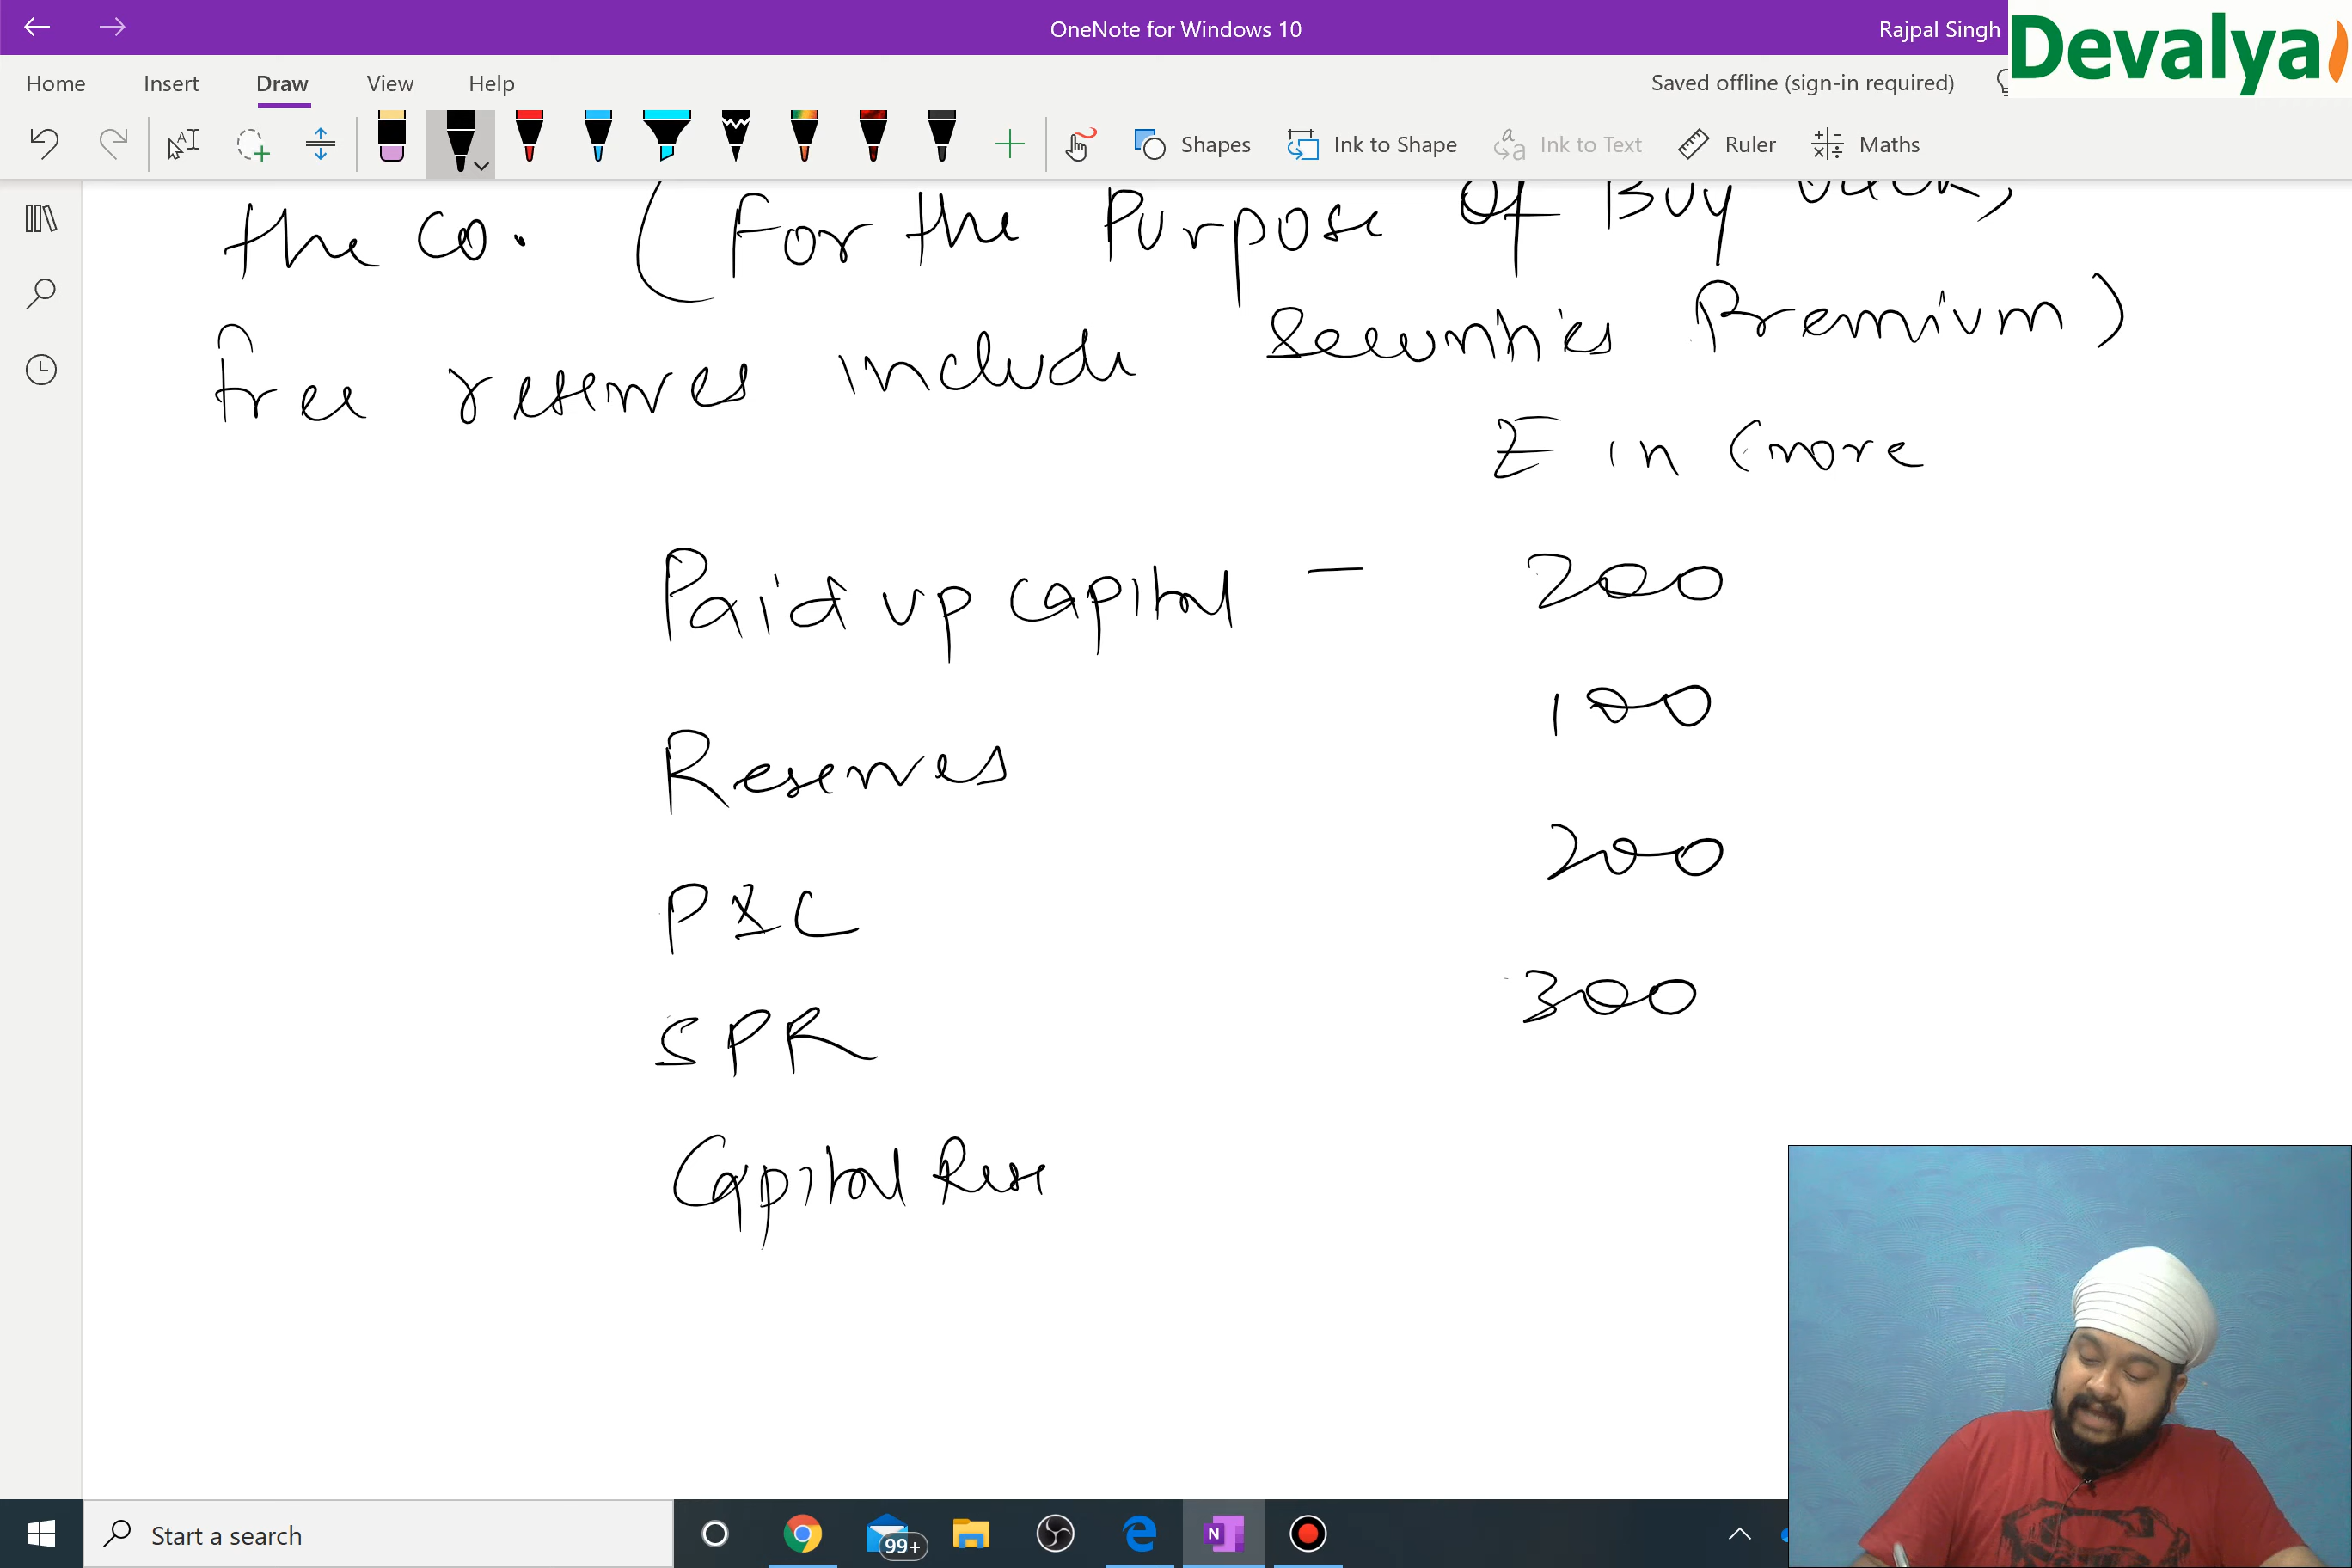 OneNote for Windows 10
Rajpal Singh
Devalya
Home Insert Draw View Help
Saved offline (sign-in required)
Shapes Ink to Shape Ink to Text Ruler Maths
the co. (For the Purpose of Buy back,
free reserves include Securities Premium)
₹ in Crore
Paid up capital - 200
Reserves 100
P&L 200
SPR 300
Capital Rese
Start a search
99+